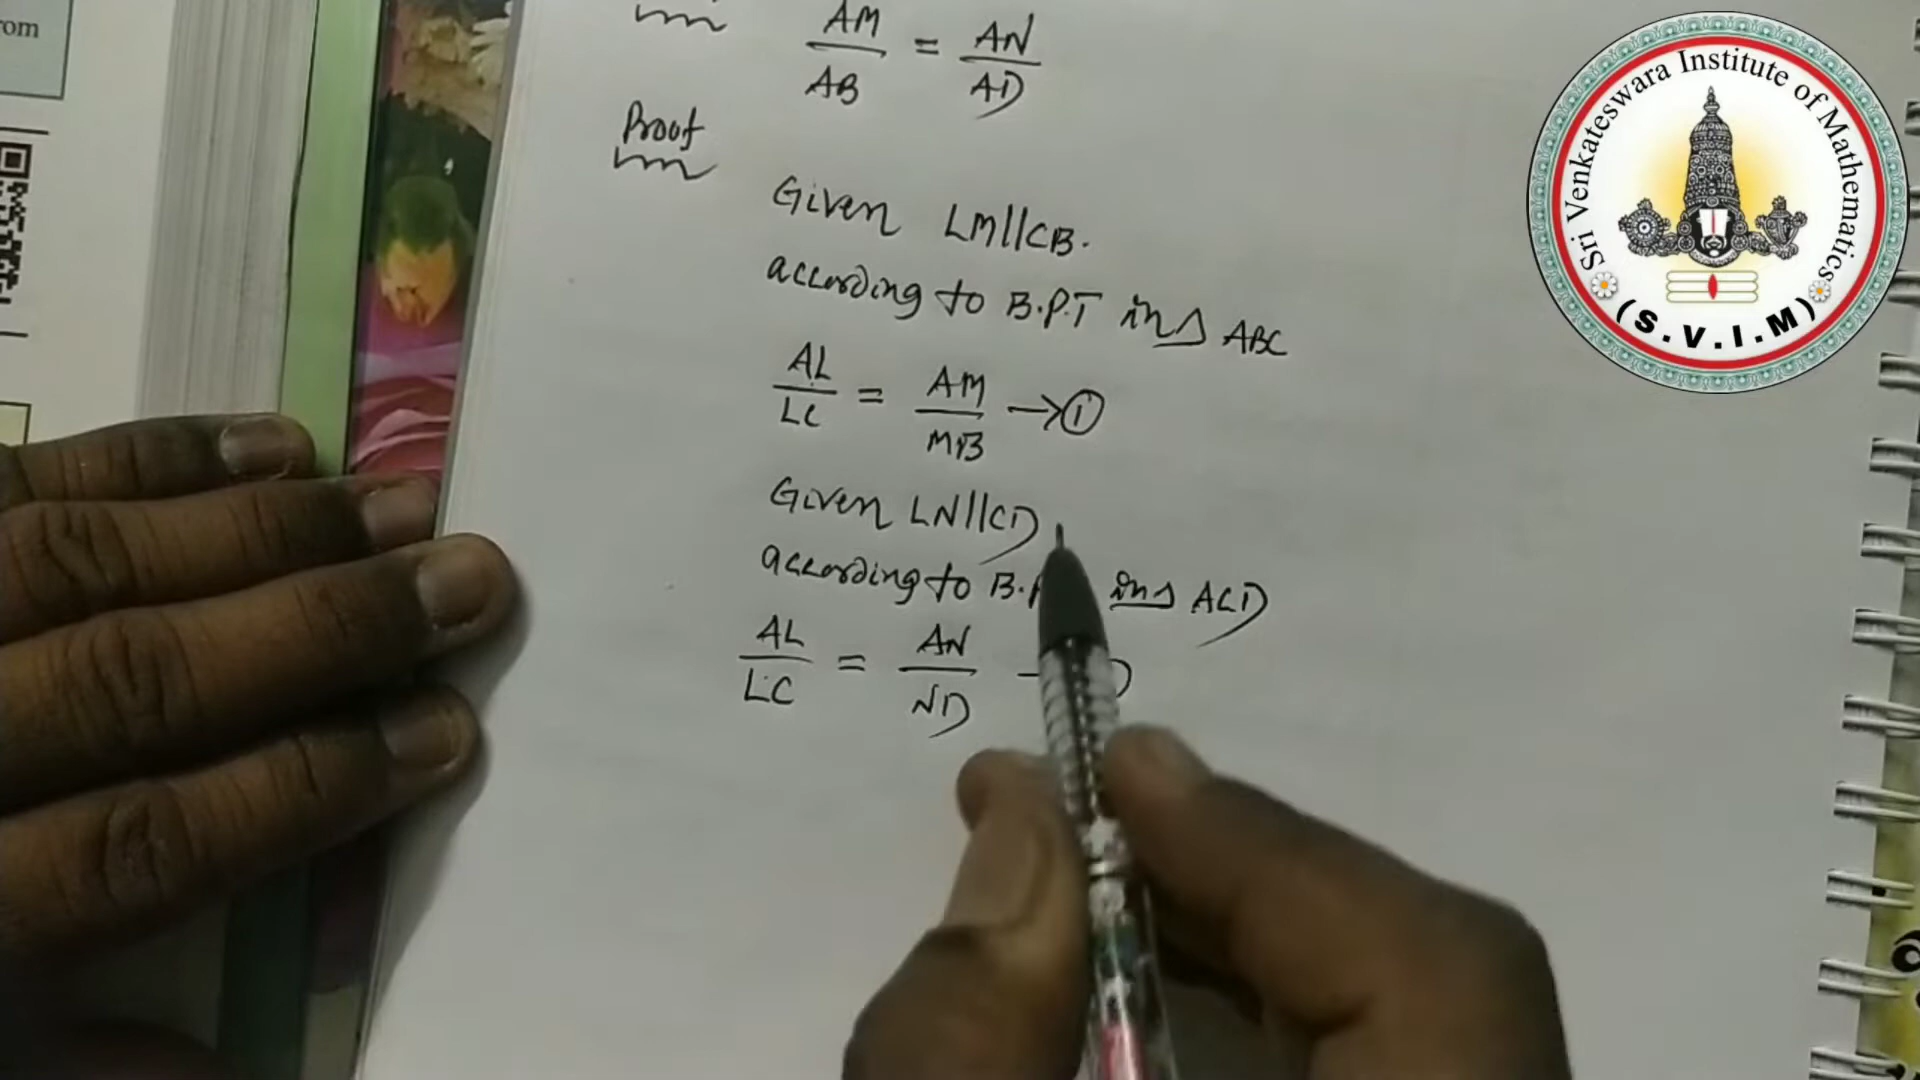 om
AM/AB = AN/AD
Proof
Given LM||CB.
according to B.P.T in △ ABC
AL/LC = AM/MB → ①
Given LN||CD
according to B.P in △ ACD
AL/LC = AN/ND
Sri Venkateswara Institute of Mathematics
(S.V.I.M)